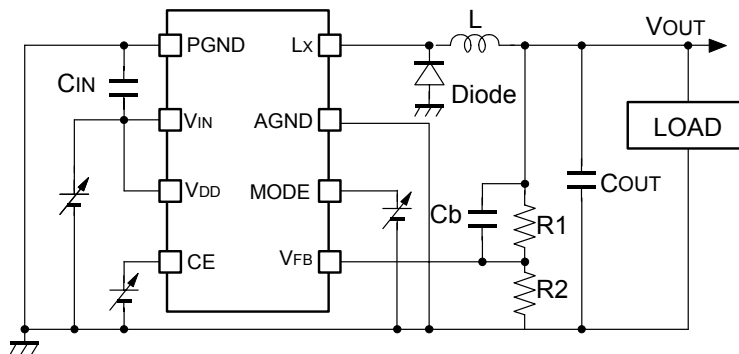 L
VOUT
PGND
LX
CIN
Diode
VIN
AGND
LOAD
VDD
MODE
Cb
COUT
R1
CE
VFB
R2